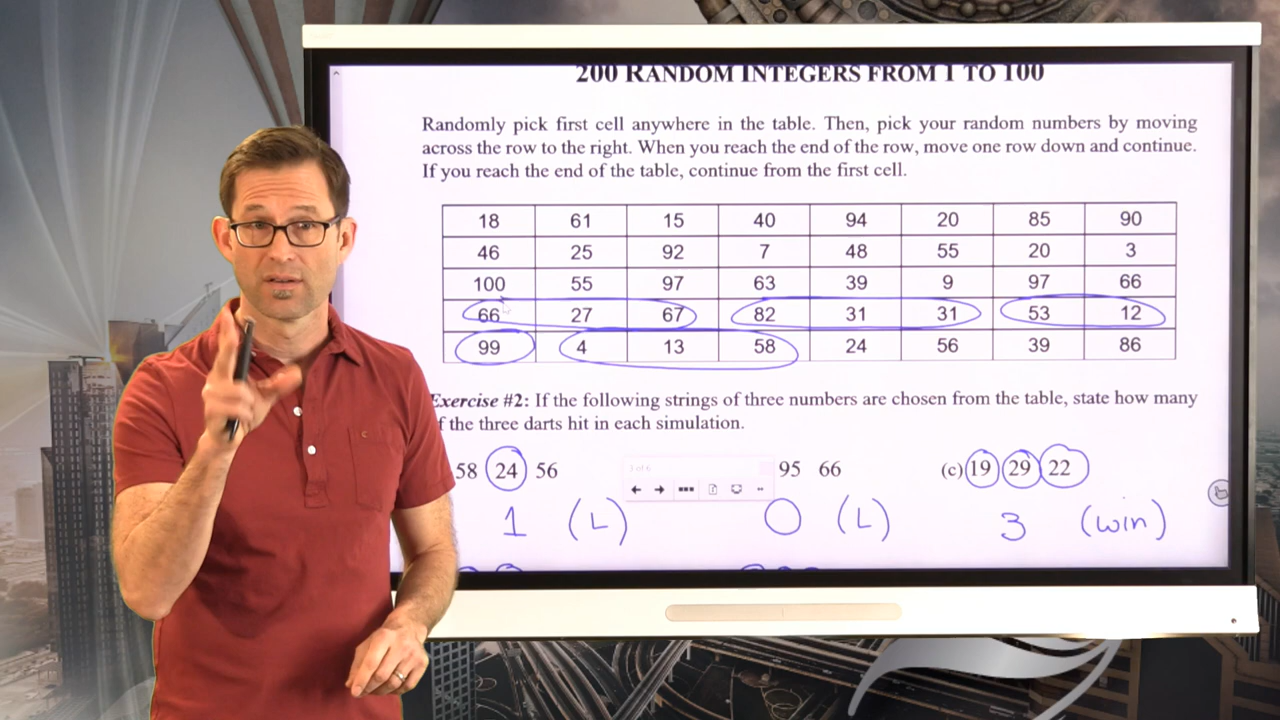 200 RANDOM INTEGERS FROM 1 TO 100
Randomly pick first cell anywhere in the table. Then, pick your random numbers by moving
across the row to the right. When you reach the end of the row, move one row down and continue.
If you reach the end of the table, continue from the first cell.
18 61 15 40 94 20 85 90
46 25 92 7 48 55 20 3
100 55 97 63 39 9 97 66
66 27 67 82 31 31 53 12
99 4 13 58 24 56 39 86
Exercise #2: If the following strings of three numbers are chosen from the table, state how many
f the three darts hit in each simulation.
58 24 56 95 66 (c) 19 29 22
1 (L) 0 (L) 3 (win)